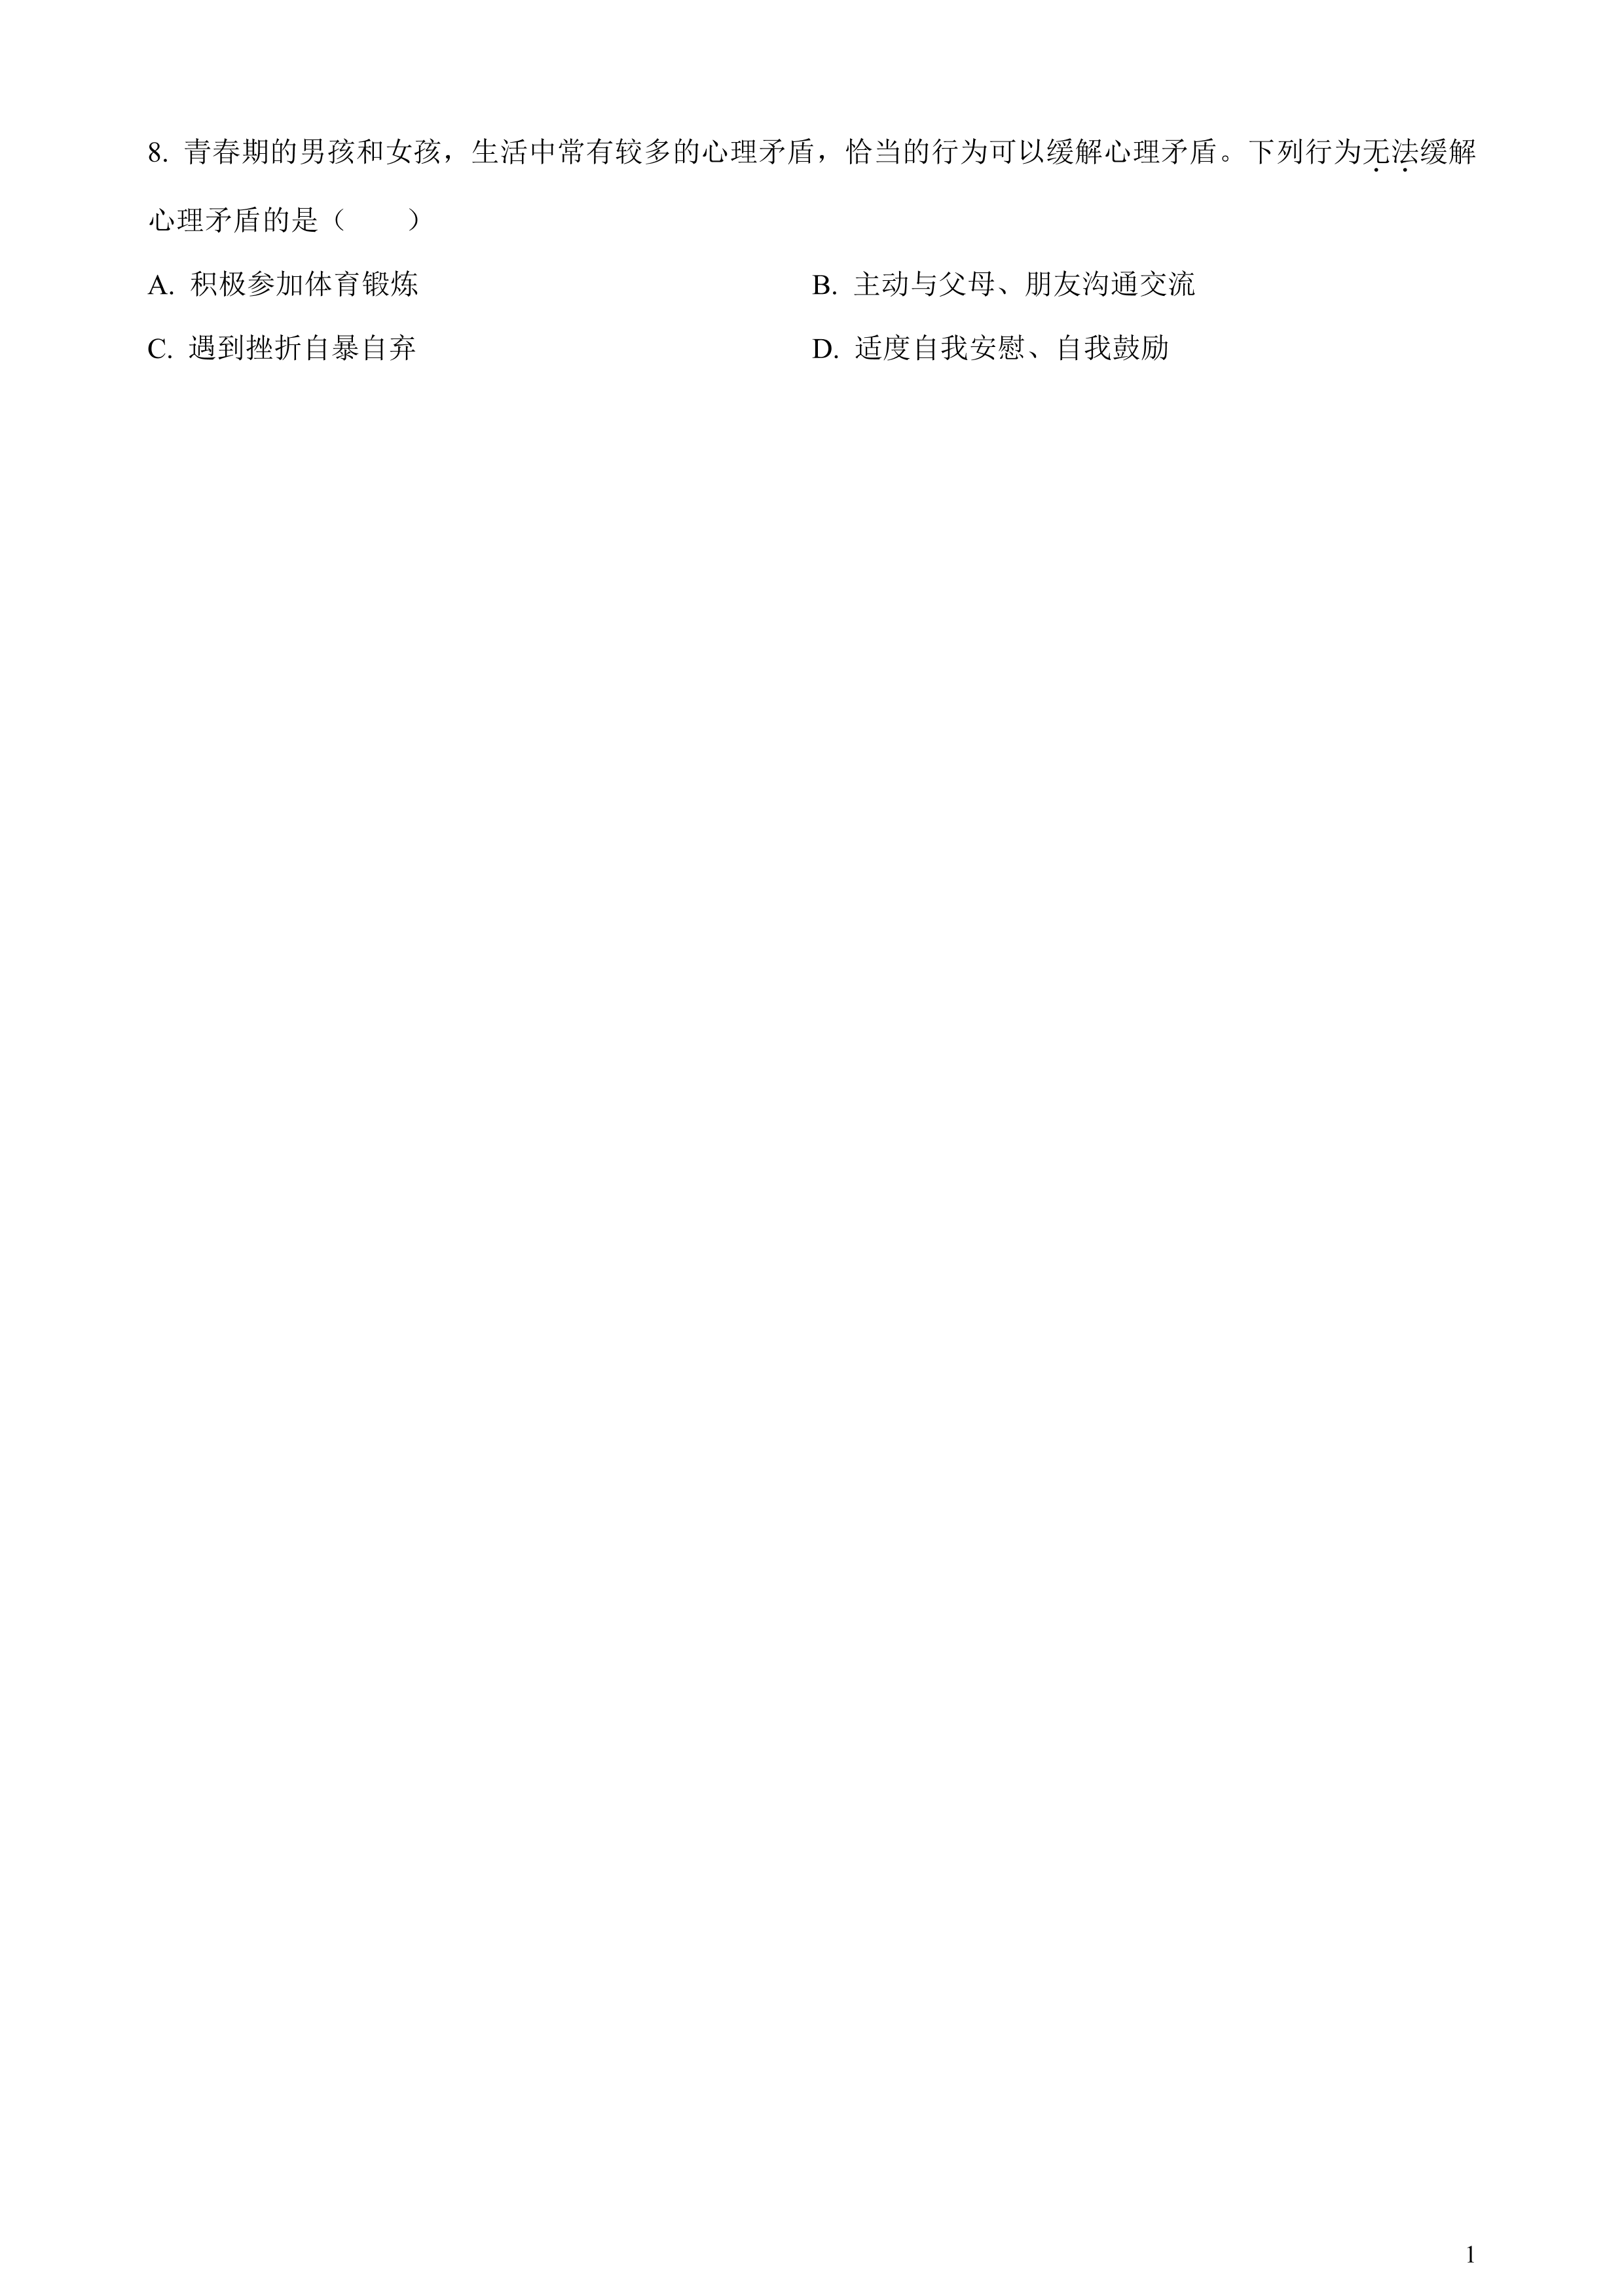 8. 青春期的男孩和女孩，生活中常有较多的心理矛盾，恰当的行为可以缓解心理矛盾。下列行为无法缓解
心理矛盾的是（　　）
A. 积极参加体育锻炼　　B. 主动与父母、朋友沟通交流
C. 遇到挫折自暴自弃　　D. 适度自我安慰、自我鼓励
1